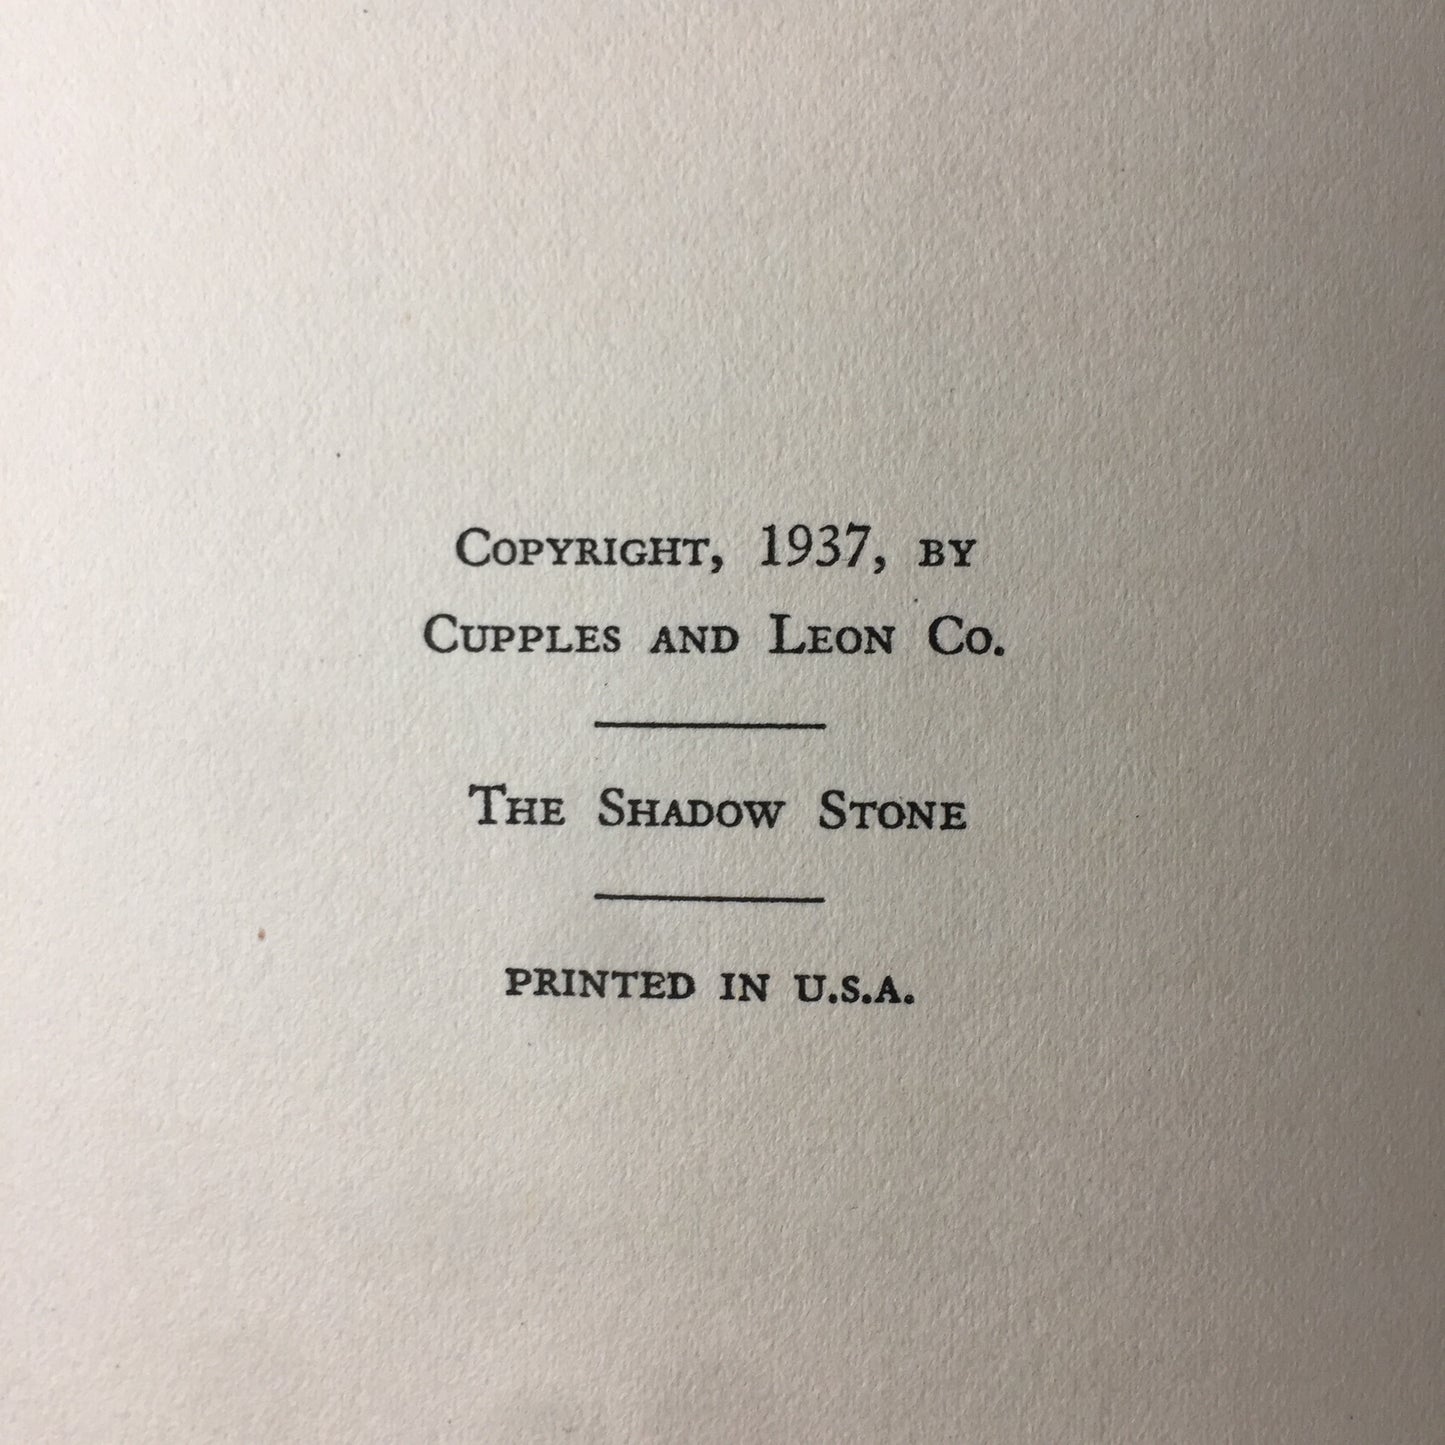 Copyright, 1937, by
Cupples and Leon Co.
The Shadow Stone
PRINTED IN U.S.A.